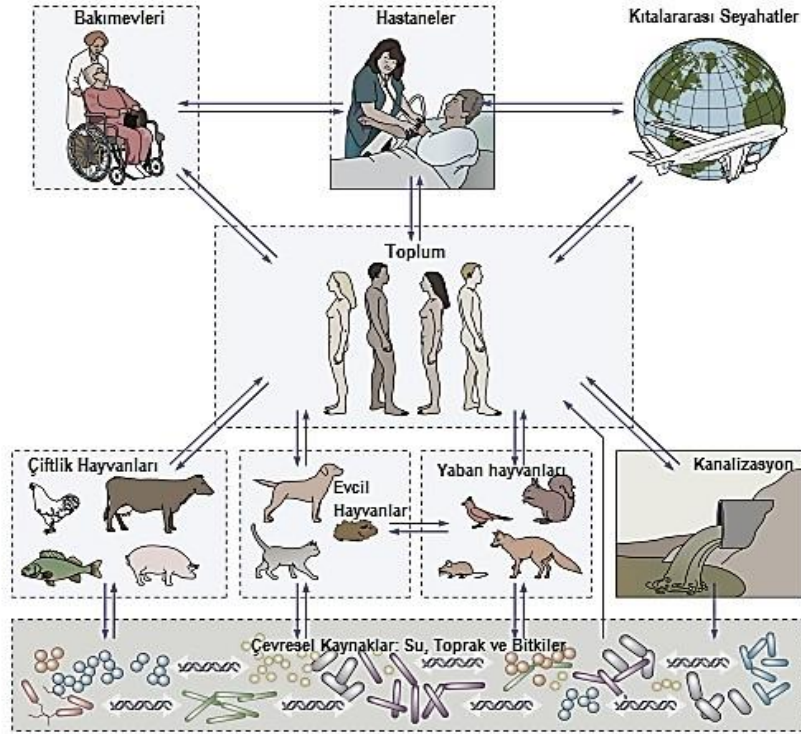 Bakımevleri
Hastaneler
Kıtalararası Seyahatler
Toplum
Çiftlik Hayvanları
Evcil
Hayvanlar
Yaban hayvanları
Kanalizasyon
Çevresel Kaynaklar: Su, Toprak ve Bitkiler